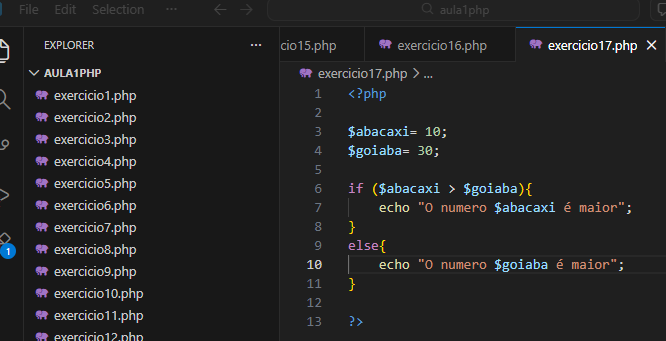 File Edit Selection ... aula1php
EXPLORER ...
cio15.php exercicio16.php exercicio17.php
AULA1PHP
exercicio1.php
exercicio2.php
exercicio3.php
exercicio4.php
exercicio5.php
exercicio6.php
exercicio7.php
exercicio8.php
exercicio9.php
exercicio10.php
exercicio11.php
exercicio12.php
1
exercicio17.php > ...
1 <?php
2
3 $abacaxi= 10;
4 $goiaba= 30;
5
6 if ($abacaxi > $goiaba){
7 echo "O numero $abacaxi é maior";
8 }
9 else{
10 echo "O numero $goiaba é maior";
11 }
12
13 ?>